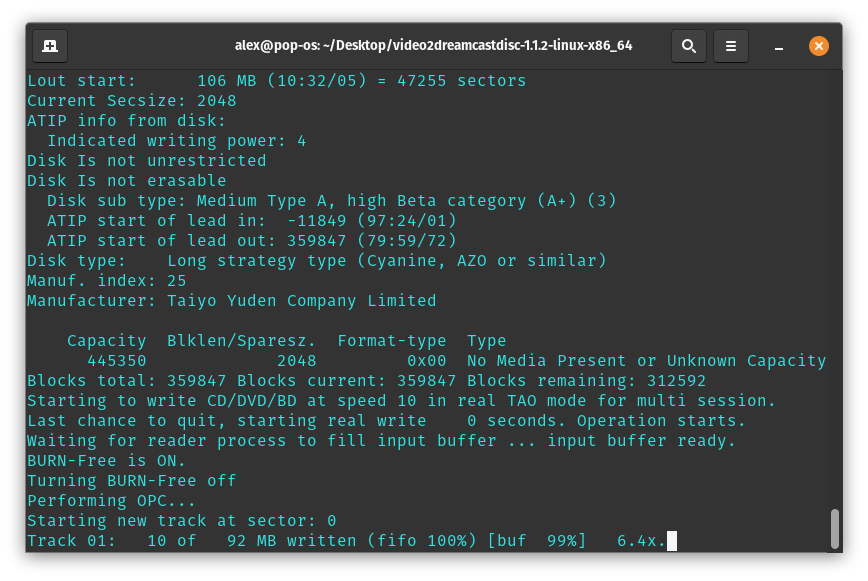 alex@pop-os: ~/Desktop/video2dreamcastdisc-1.1.2-linux-x86_64
Lout start:      106 MB (10:32/05) = 47255 sectors
Current Secsize: 2048
ATIP info from disk:
  Indicated writing power: 4
Disk Is not unrestricted
Disk Is not erasable
  Disk sub type: Medium Type A, high Beta category (A+) (3)
  ATIP start of lead in:  -11849 (97:24/01)
  ATIP start of lead out: 359847 (79:59/72)
Disk type:    Long strategy type (Cyanine, AZO or similar)
Manuf. index: 25
Manufacturer: Taiyo Yuden Company Limited
    Capacity  Blklen/Sparesz.  Format-type  Type
      445350             2048         0x00  No Media Present or Unknown Capacity
Blocks total: 359847 Blocks current: 359847 Blocks remaining: 312592
Starting to write CD/DVD/BD at speed 10 in real TAO mode for multi session.
Last chance to quit, starting real write    0 seconds. Operation starts.
Waiting for reader process to fill input buffer ... input buffer ready.
BURN-Free is ON.
Turning BURN-Free off
Performing OPC...
Starting new track at sector: 0
Track 01:   10 of   92 MB written (fifo 100%) [buf  99%]   6.4x.